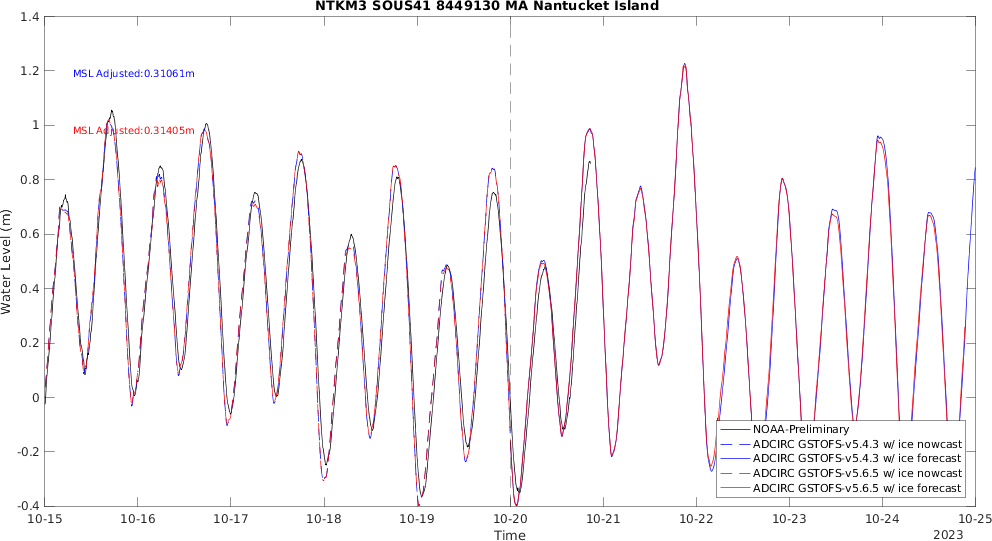 NTKM3 SOUS41 8449130 MA Nantucket Island
1.4
1.2
1
0.8
0.6
0.4
0.2
0
-0.2
-0.4
Water Level (m)
MSL Adjusted:0.31061m
MSL Adjusted:0.31405m
NOAA-Preliminary
ADCIRC GSTOFS-v5.4.3 w/ ice nowcast
ADCIRC GSTOFS-v5.4.3 w/ ice forecast
ADCIRC GSTOFS-v5.6.5 w/ ice nowcast
ADCIRC GSTOFS-v5.6.5 w/ ice forecast
10-15 10-16 10-17 10-18 10-19 10-20 10-21 10-22 10-23 10-24 10-25
Time
2023